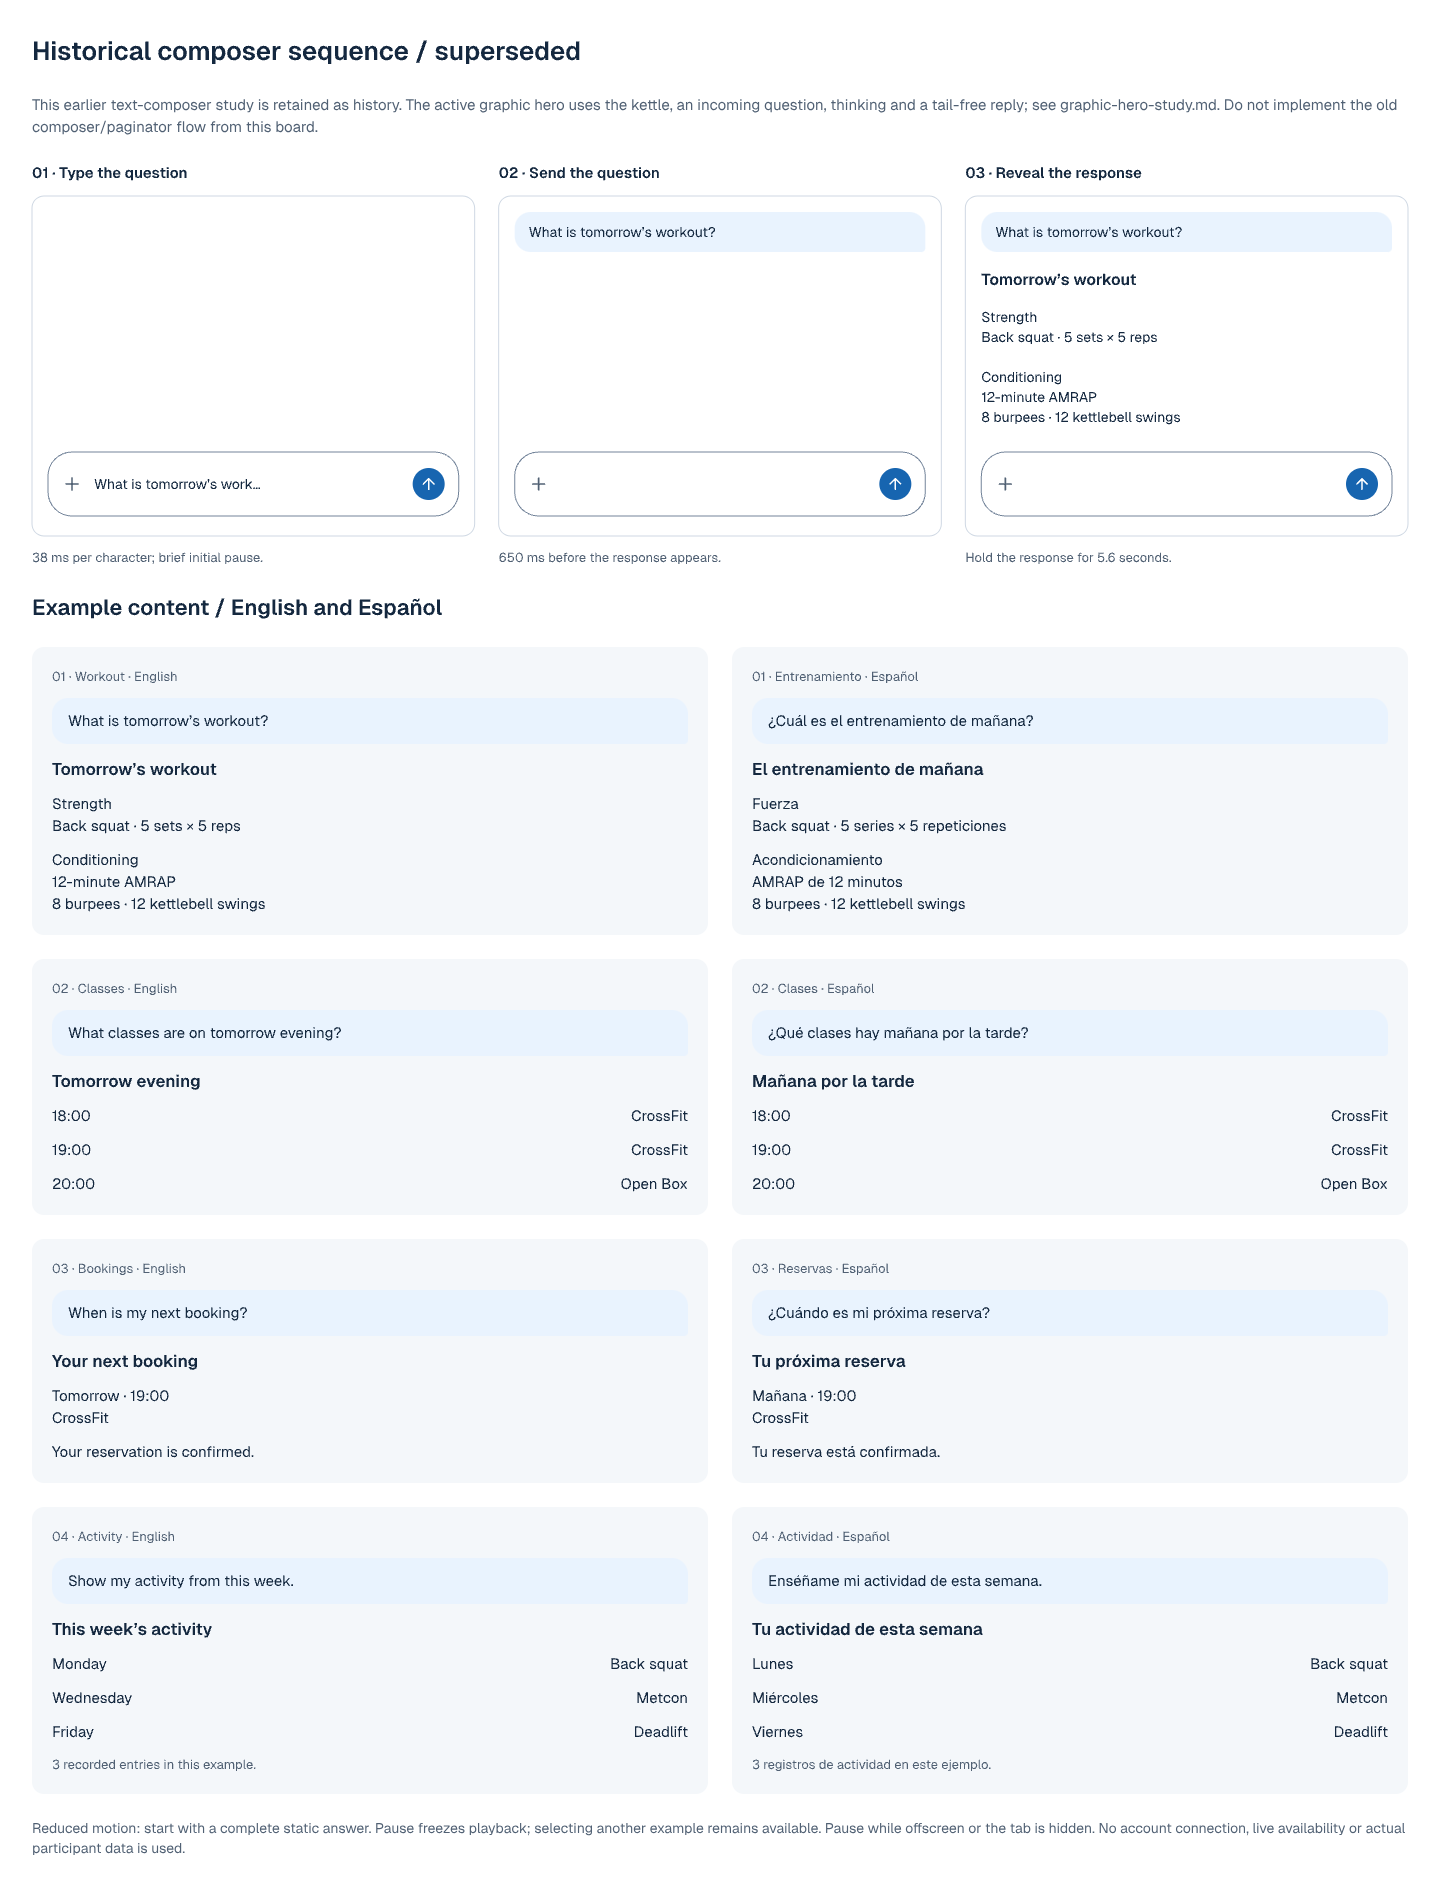 Historical composer sequence / superseded
This earlier text-composer study is retained as history. The active graphic hero uses the kettle, an incoming question, thinking and a tail-free reply; see graphic-hero-study.md. Do not implement the old
composer/paginator flow from this board.
01 · Type the question
What is tomorrow’s work…
38 ms per character; brief initial pause.
02 · Send the question
What is tomorrow’s workout?
650 ms before the response appears.
03 · Reveal the response
What is tomorrow’s workout?
Tomorrow’s workout
Strength
Back squat · 5 sets × 5 reps
Conditioning
12-minute AMRAP
8 burpees · 12 kettlebell swings
Hold the response for 5.6 seconds.
Example content / English and Español
01 · Workout · English
What is tomorrow’s workout?
Tomorrow’s workout
Strength
Back squat · 5 sets × 5 reps
Conditioning
12-minute AMRAP
8 burpees · 12 kettlebell swings
01 · Entrenamiento · Español
¿Cuál es el entrenamiento de mañana?
El entrenamiento de mañana
Fuerza
Back squat · 5 series × 5 repeticiones
Acondicionamiento
AMRAP de 12 minutos
8 burpees · 12 kettlebell swings
02 · Classes · English
What classes are on tomorrow evening?
Tomorrow evening
18:00 CrossFit
19:00 CrossFit
20:00 Open Box
02 · Clases · Español
¿Qué clases hay mañana por la tarde?
Mañana por la tarde
18:00 CrossFit
19:00 CrossFit
20:00 Open Box
03 · Bookings · English
When is my next booking?
Your next booking
Tomorrow · 19:00
CrossFit
Your reservation is confirmed.
03 · Reservas · Español
¿Cuándo es mi próxima reserva?
Tu próxima reserva
Mañana · 19:00
CrossFit
Tu reserva está confirmada.
04 · Activity · English
Show my activity from this week.
This week’s activity
Monday Back squat
Wednesday Metcon
Friday Deadlift
3 recorded entries in this example.
04 · Actividad · Español
Enséñame mi actividad de esta semana.
Tu actividad de esta semana
Lunes Back squat
Miércoles Metcon
Viernes Deadlift
3 registros de actividad en este ejemplo.
Reduced motion: start with a complete static answer. Pause freezes playback; selecting another example remains available. Pause while offscreen or the tab is hidden. No account connection, live availability or actual
participant data is used.